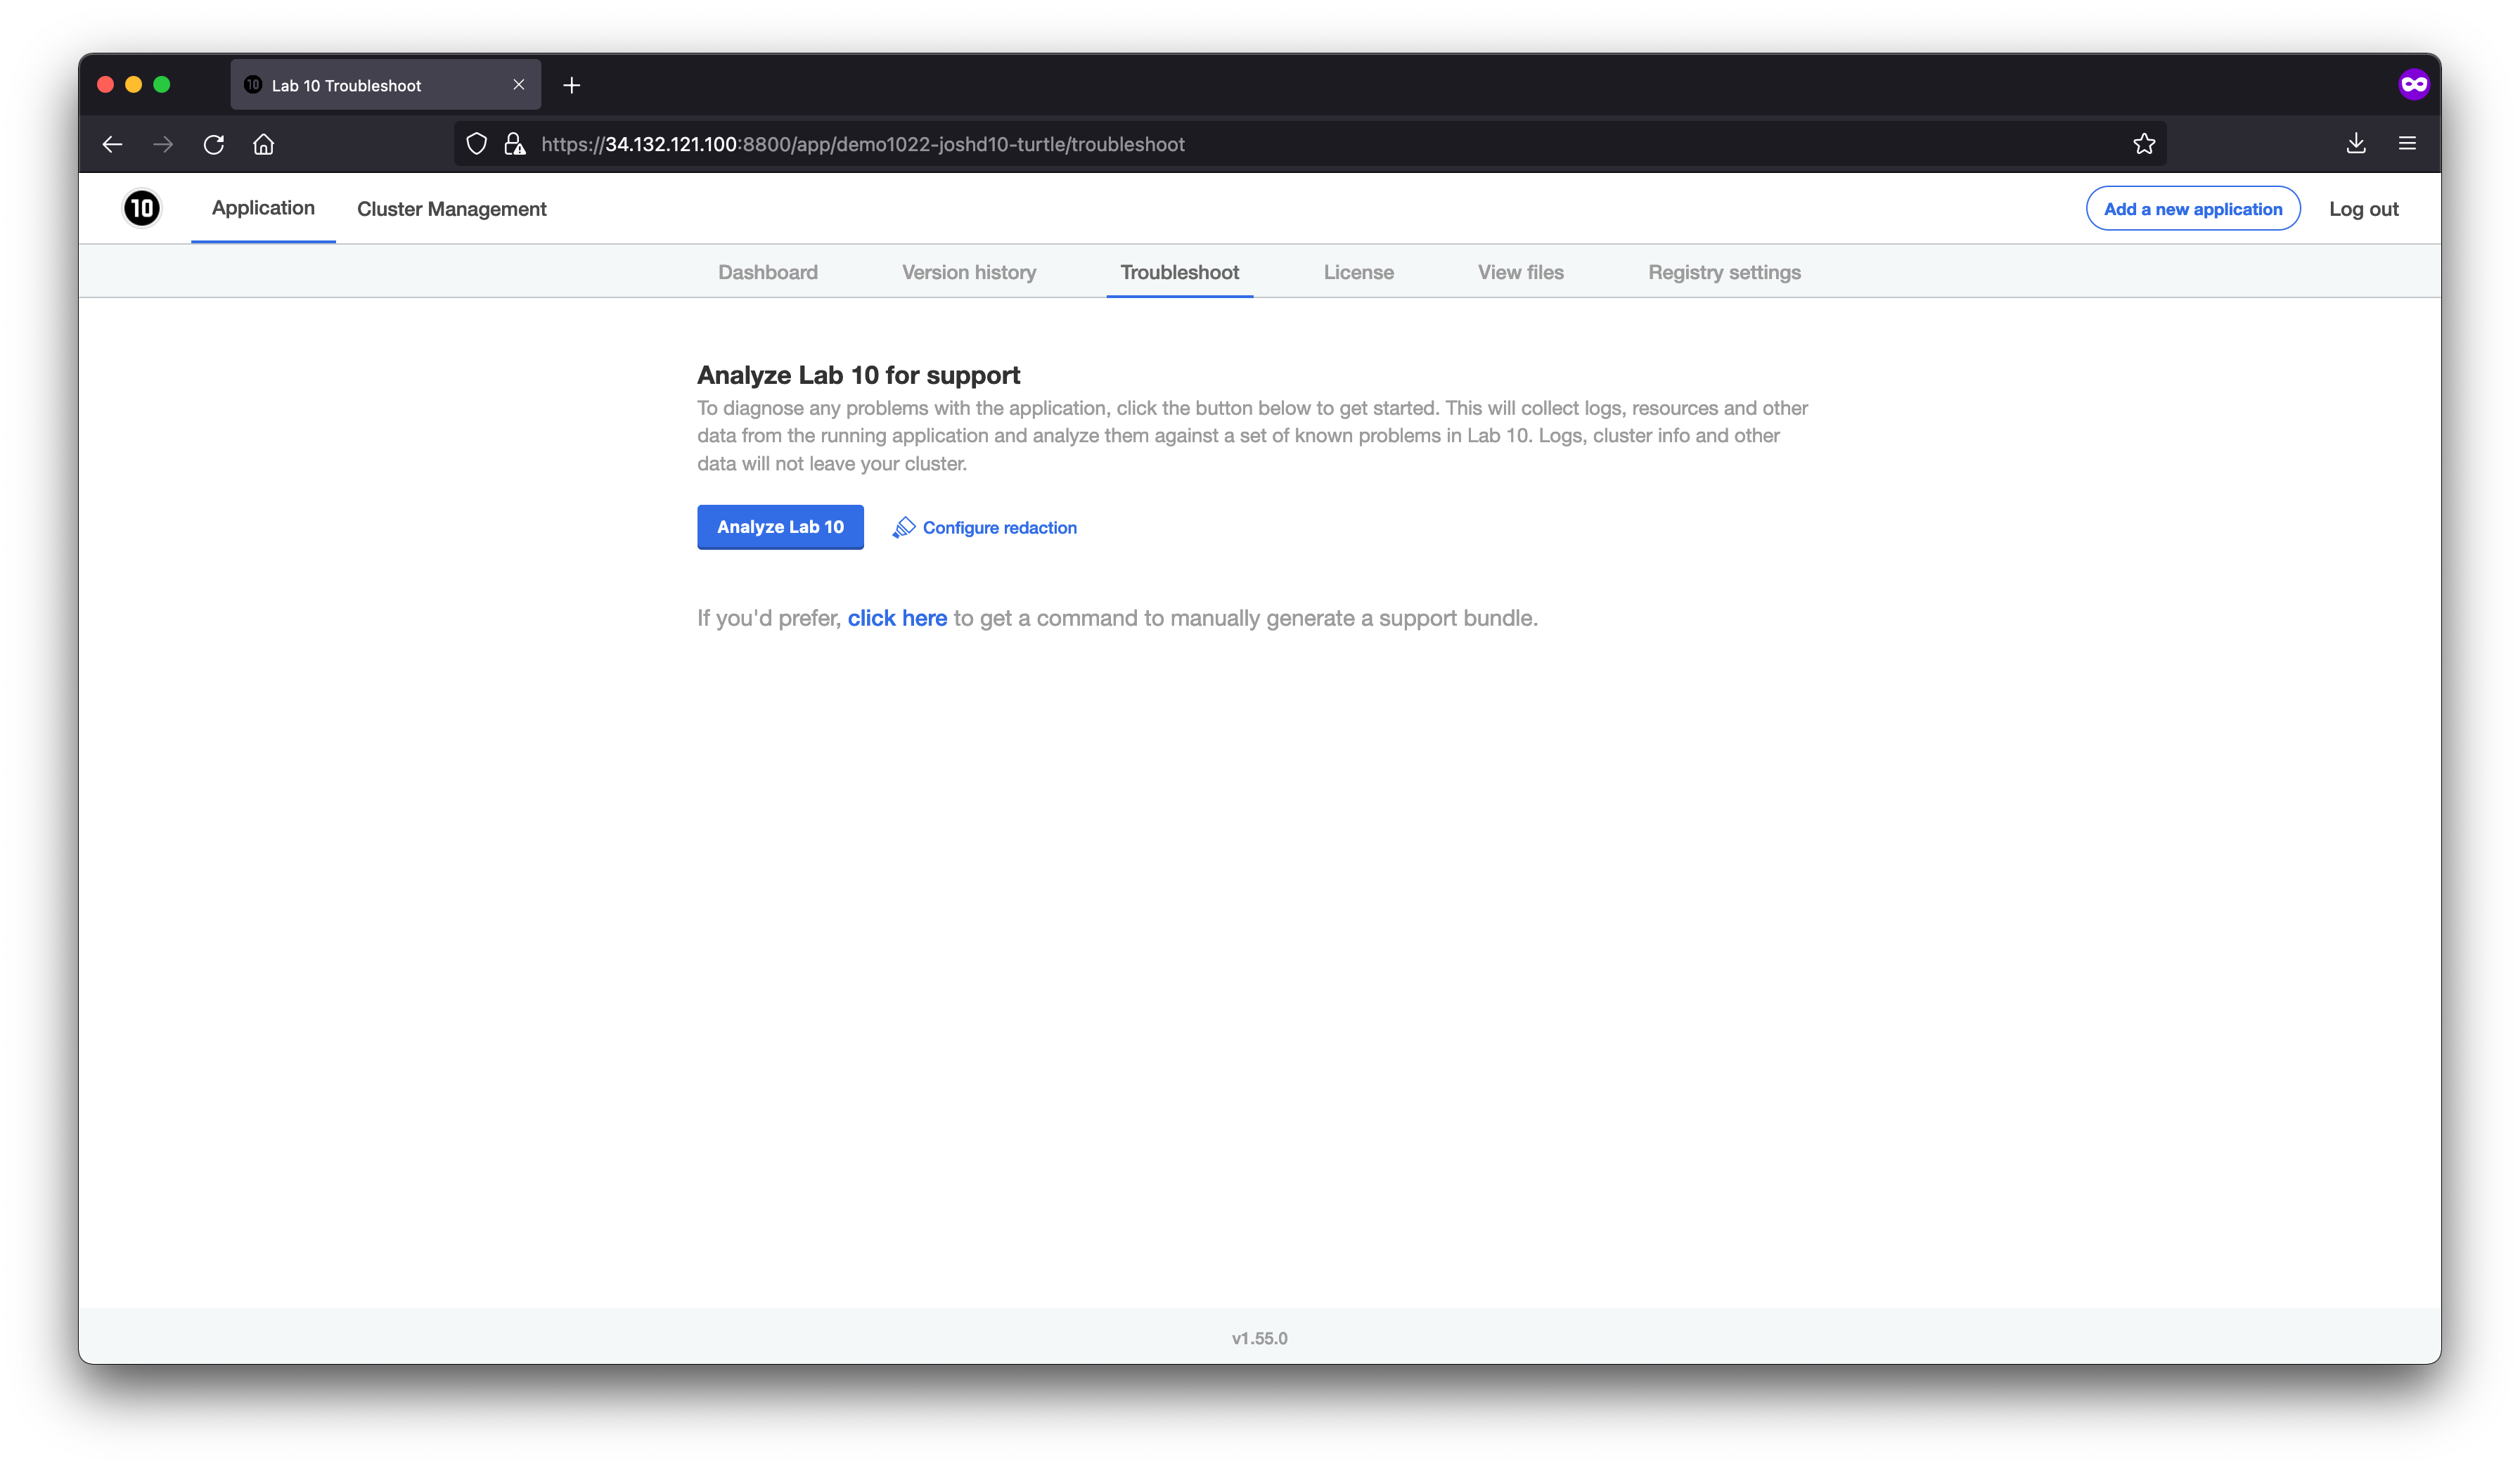 10 Lab 10 Troubleshoot
https://34.132.121.100:8800/app/demo1022-joshd10-turtle/troubleshoot
10 Application Cluster Management Add a new application Log out
Dashboard Version history Troubleshoot License View files Registry settings
Analyze Lab 10 for support
To diagnose any problems with the application, click the button below to get started. This will collect logs, resources and other
data from the running application and analyze them against a set of known problems in Lab 10. Logs, cluster info and other
data will not leave your cluster.
Analyze Lab 10 Configure redaction
If you'd prefer, click here to get a command to manually generate a support bundle.
v1.55.0